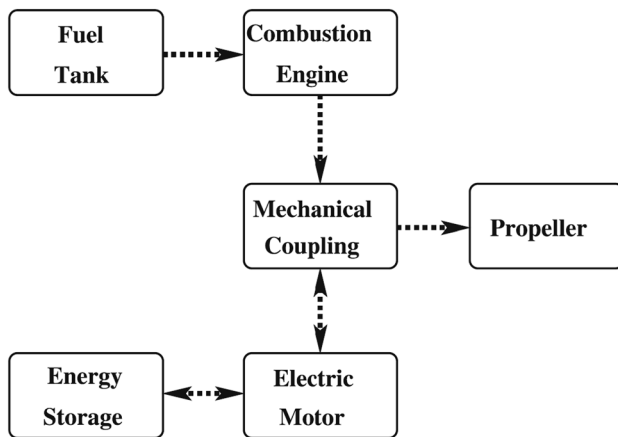 Fuel
Tank
Combustion
Engine
Mechanical
Coupling
Propeller
Energy
Storage
Electric
Motor